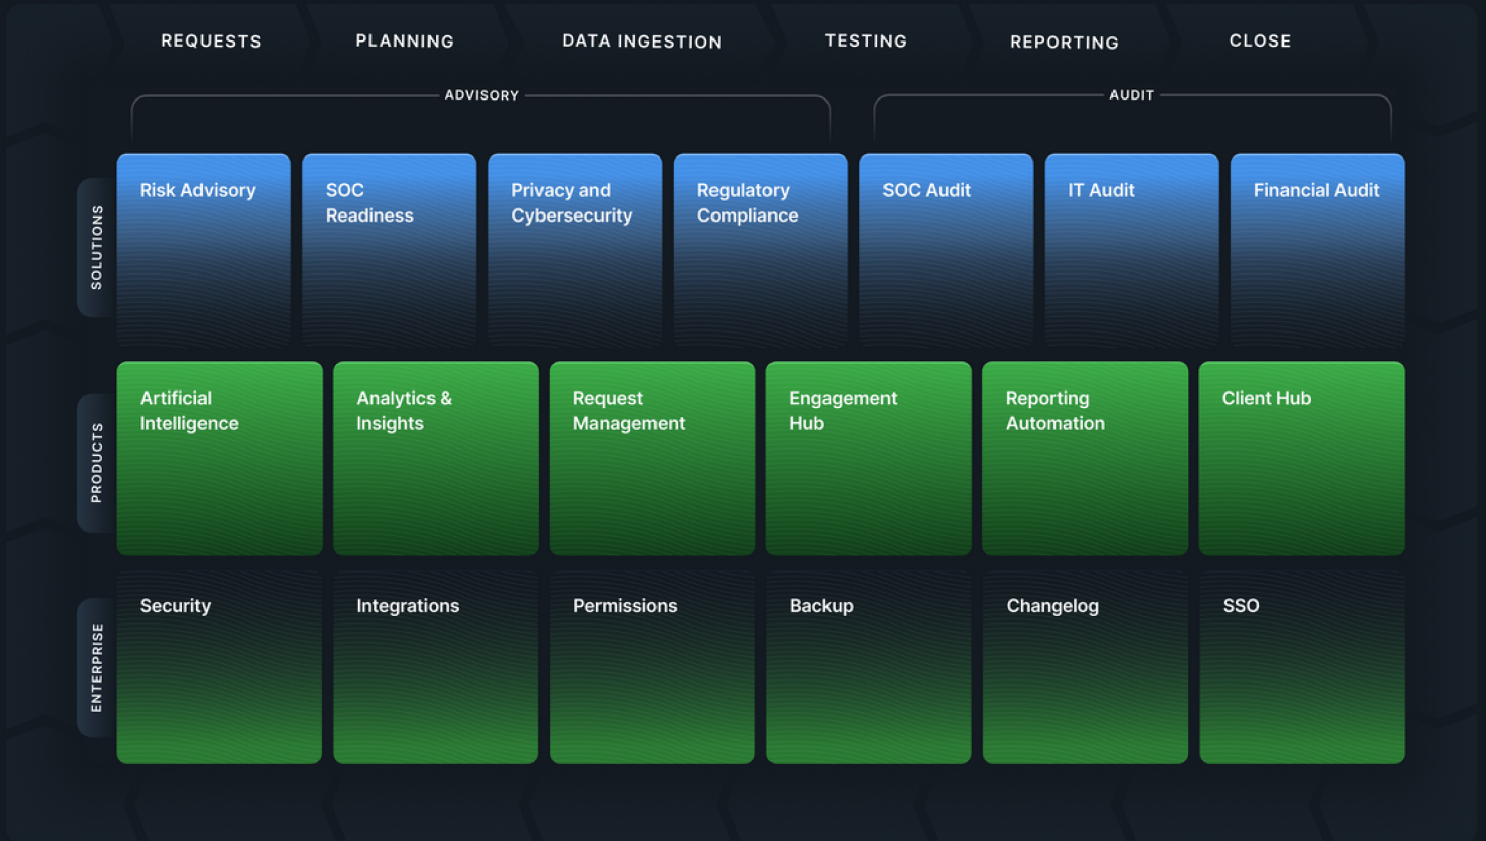 REQUESTS
PLANNING
DATA INGESTION
TESTING
REPORTING
CLOSE
ADVISORY
AUDIT
SOLUTIONS
Risk Advisory
SOC
Readiness
Privacy and
Cybersecurity
Regulatory
Compliance
SOC Audit
IT Audit
Financial Audit
PRODUCTS
Artificial
Intelligence
Analytics &
Insights
Request
Management
Engagement
Hub
Reporting
Automation
Client Hub
ENTERPRISE
Security
Integrations
Permissions
Backup
Changelog
SSO